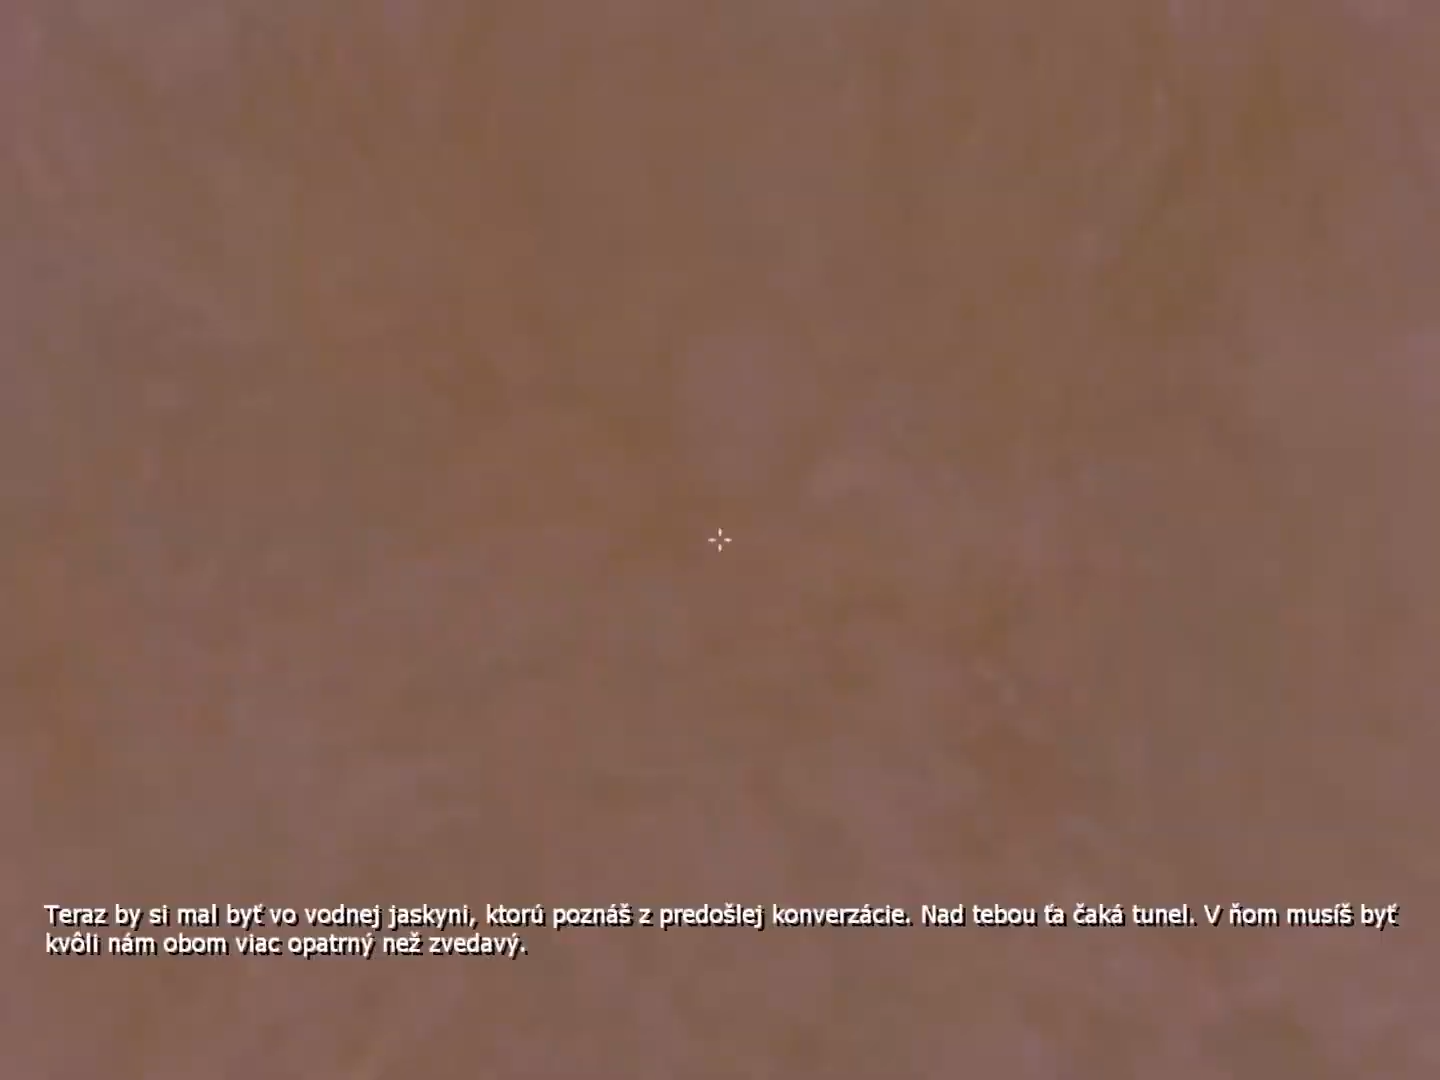 Teraz by si mal byť vo vodnej jaskyni, ktorú poznáš z predošlej konverzácie. Nad tebou ťa čaká tunel. V ňom musíš byť
kvôli nám obom viac opatrný než zvedavý.